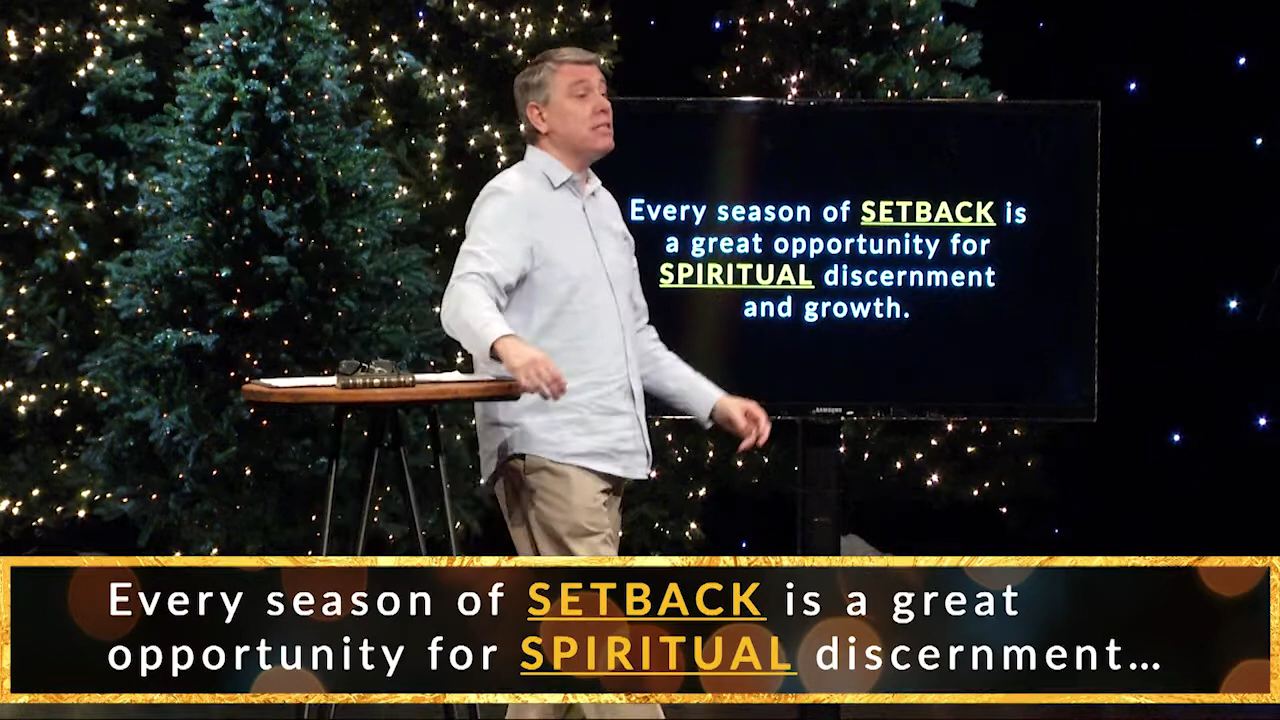 Every season of SETBACK is
a great opportunity for
SPIRITUAL discernment
and growth.
SAMSUNG
Every season of SETBACK is a great
opportunity for SPIRITUAL discernment…